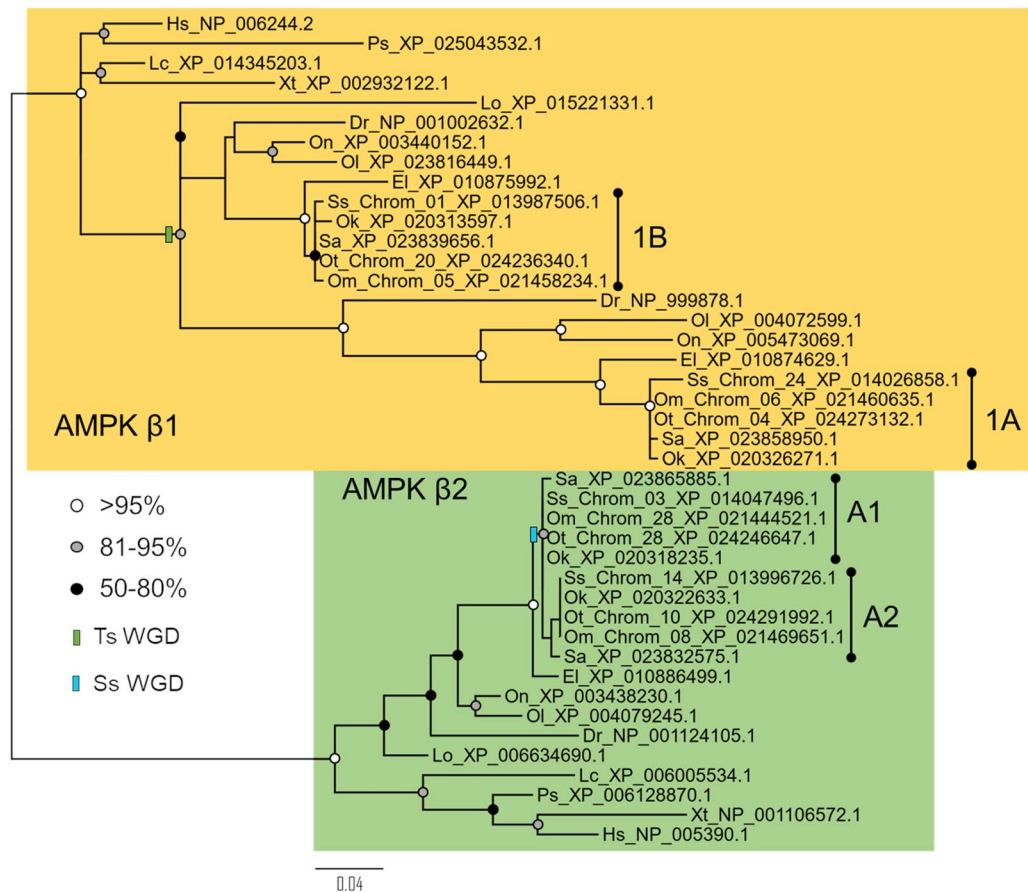 Hs_NP_006244.2
Ps_XP_025043532.1
Lc_XP_014345203.1
Xt_XP_002932122.1
Lo_XP_015221331.1
Dr_NP_001002632.1
On_XP_003440152.1
Ol_XP_023816449.1
El_XP_010875992.1
Ss_Chrom_01_XP_013987506.1
Ok_XP_020313597.1
Sa_XP_023839656.1
Ot_Chrom_20_XP_024236340.1
Om_Chrom_05_XP_021458234.1
1B
Dr_NP_999878.1
Ol_XP_004072599.1
On_XP_005473069.1
El_XP_010874629.1
Ss_Chrom_24_XP_014026858.1
Om_Chrom_06_XP_021460635.1
Ot_Chrom_04_XP_024273132.1
Sa_XP_023858950.1
Ok_XP_020326271.1
1A
AMPK β1
AMPK β2
Sa_XP_023865885.1
Ss_Chrom_03_XP_014047496.1
Om_Chrom_28_XP_021444521.1
Ot_Chrom_28_XP_024246647.1
Ok_XP_020318235.1
A1
Ss_Chrom_14_XP_013996726.1
Ok_XP_020322633.1
Ot_Chrom_10_XP_024291992.1
Om_Chrom_08_XP_021469651.1
Sa_XP_023832575.1
A2
El_XP_010886499.1
On_XP_003438230.1
Ol_XP_004079245.1
Dr_NP_001124105.1
Lo_XP_006634690.1
Lc_XP_006005534.1
Ps_XP_006128870.1
Xt_NP_001106572.1
Hs_NP_005390.1
>95%
81-95%
50-80%
Ts WGD
Ss WGD
0.04